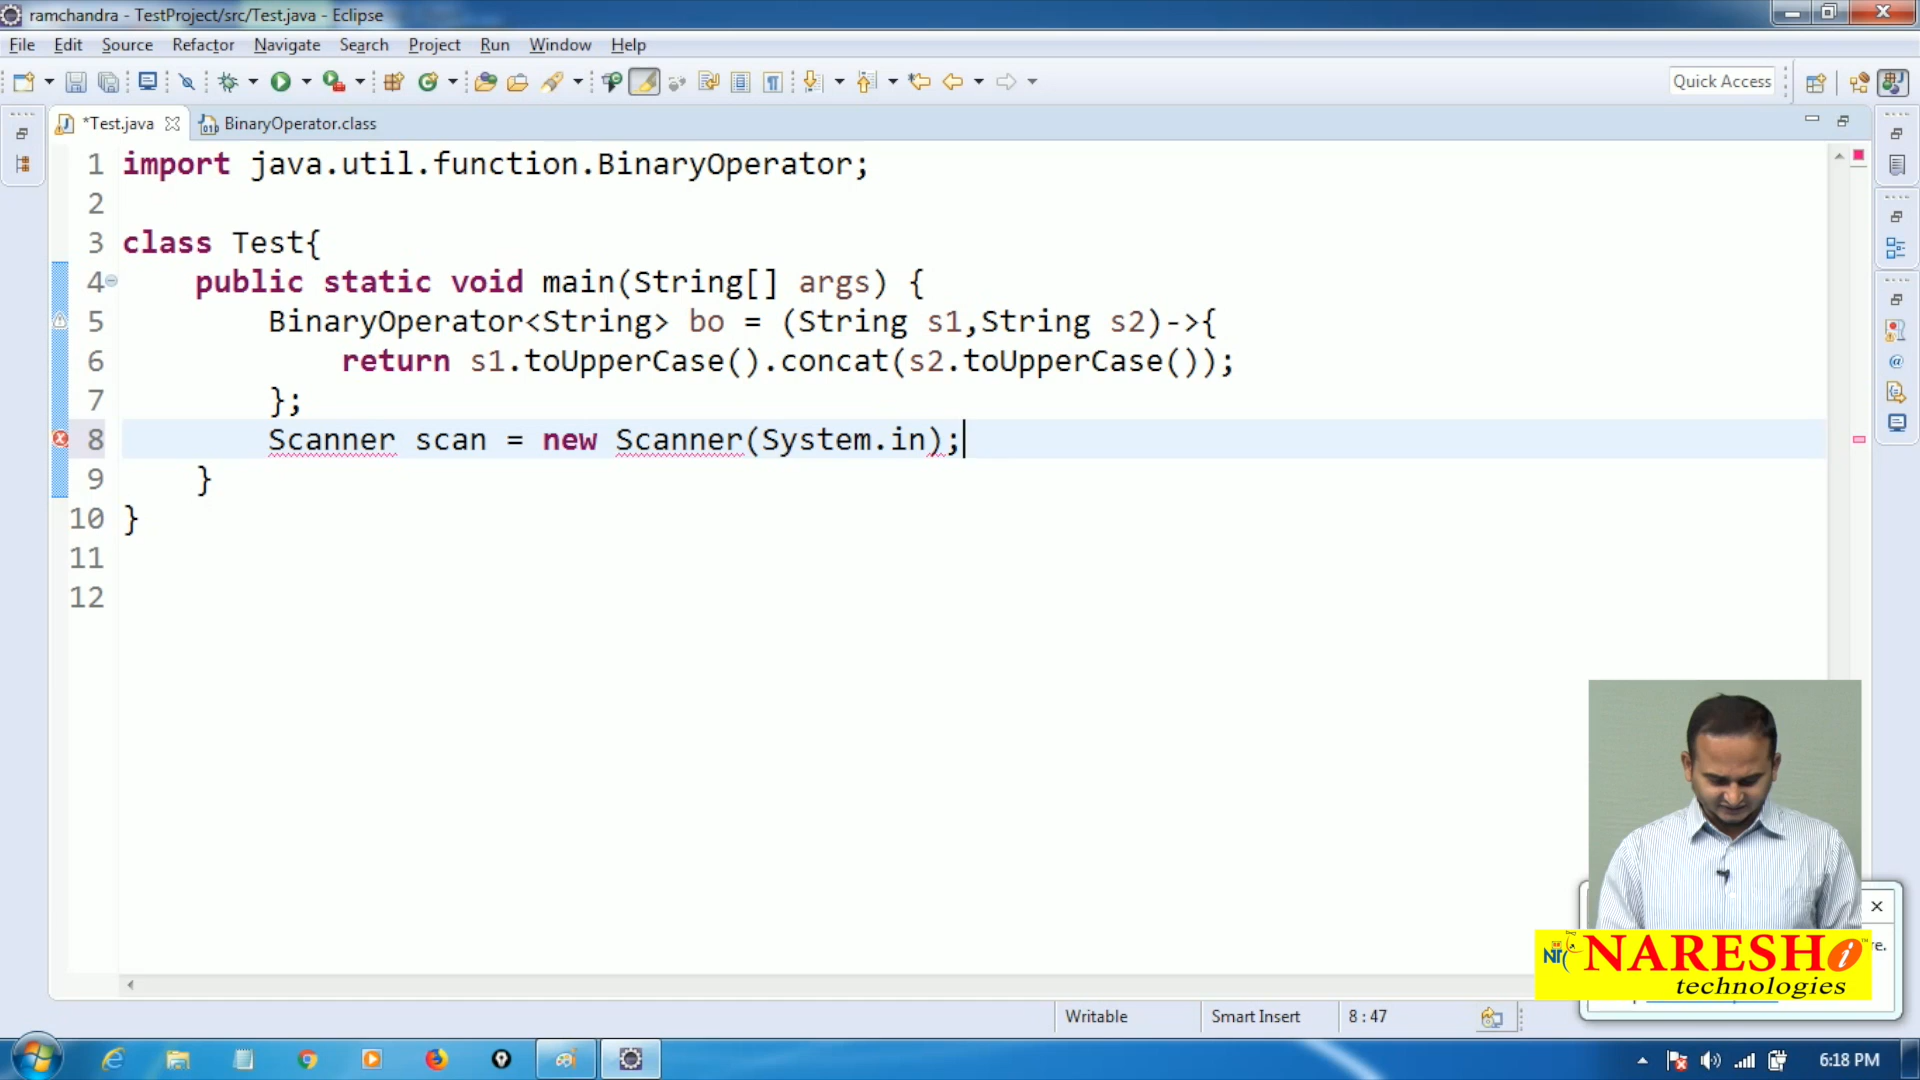 ramchandra - TestProject/src/Test.java - Eclipse
File Edit Source Refactor Navigate Search Project Run Window Help
Quick Access
*Test.java BinaryOperator.class
1 import java.util.function.BinaryOperator;
2
3 class Test{
4 public static void main(String[] args) {
5 BinaryOperator<String> bo = (String s1,String s2)->{
6 return s1.toUpperCase().concat(s2.toUpperCase());
7 };
8 Scanner scan = new Scanner(System.in);
9 }
10 }
11
12
re.
NARESH i
technologies
Writable Smart Insert 8 : 47
6:18 PM